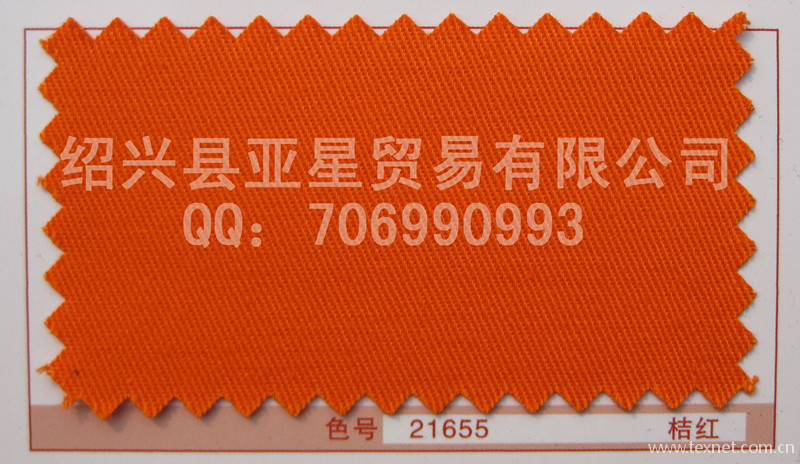 绍兴县亚星贸易有限公司
QQ：706990993
色号 21655 桔红
www.texnet.com.cn